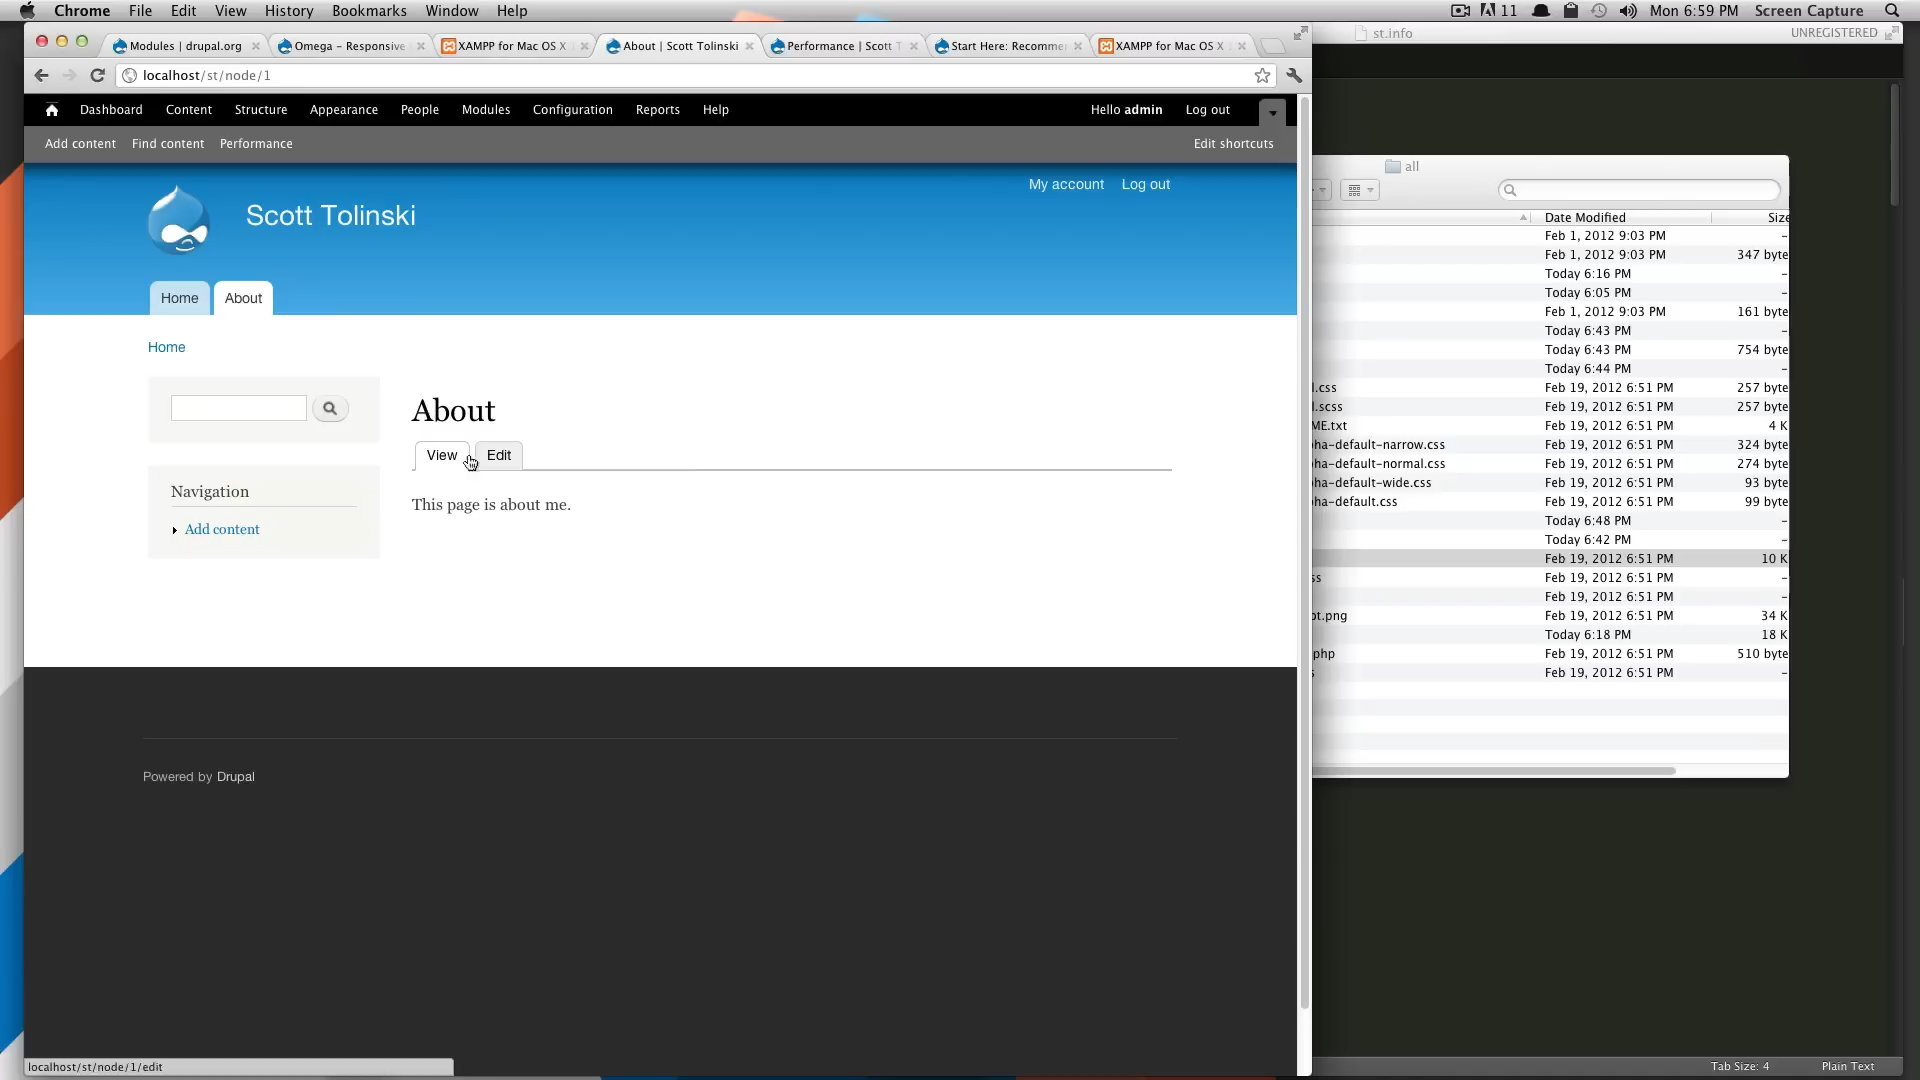 Chrome File Edit View History Bookmarks Window Help
11 Mon 6:59 PM Screen Capture
Modules | drupal.org
Omega - Responsive
XAMPP for Mac OS X
About | Scott Tolinski
Performance | Scott T
Start Here: Recomme
XAMPP for Mac OS X
localhost/st/node/1
Dashboard Content Structure Appearance People Modules Configuration Reports Help
Hello admin Log out
Add content Find content Performance
Edit shortcuts
My account Log out
Scott Tolinski
Home About
Home
About
View Edit
This page is about me.
Navigation
Add content
Powered by Drupal
localhost/st/node/1/edit
st.info
UNREGISTERED
all
Date Modified Size
Feb 1, 2012 9:03 PM –
Feb 1, 2012 9:03 PM 347 byte
Today 6:16 PM –
Today 6:05 PM –
Feb 1, 2012 9:03 PM 161 byte
Today 6:43 PM –
Today 6:43 PM 754 byte
Today 6:44 PM –
l.css Feb 19, 2012 6:51 PM 257 byte
l.scss Feb 19, 2012 6:51 PM 257 byte
ME.txt Feb 19, 2012 6:51 PM 4 K
ha-default-narrow.css Feb 19, 2012 6:51 PM 324 byte
ha-default-normal.css Feb 19, 2012 6:51 PM 274 byte
ha-default-wide.css Feb 19, 2012 6:51 PM 93 byte
ha-default.css Feb 19, 2012 6:51 PM 99 byte
Today 6:48 PM –
Today 6:42 PM –
Feb 19, 2012 6:51 PM 10 K
ss Feb 19, 2012 6:51 PM –
Feb 19, 2012 6:51 PM –
ot.png Feb 19, 2012 6:51 PM 34 K
Today 6:18 PM 18 K
php Feb 19, 2012 6:51 PM 510 byte
s Feb 19, 2012 6:51 PM –
Tab Size: 4 Plain Text